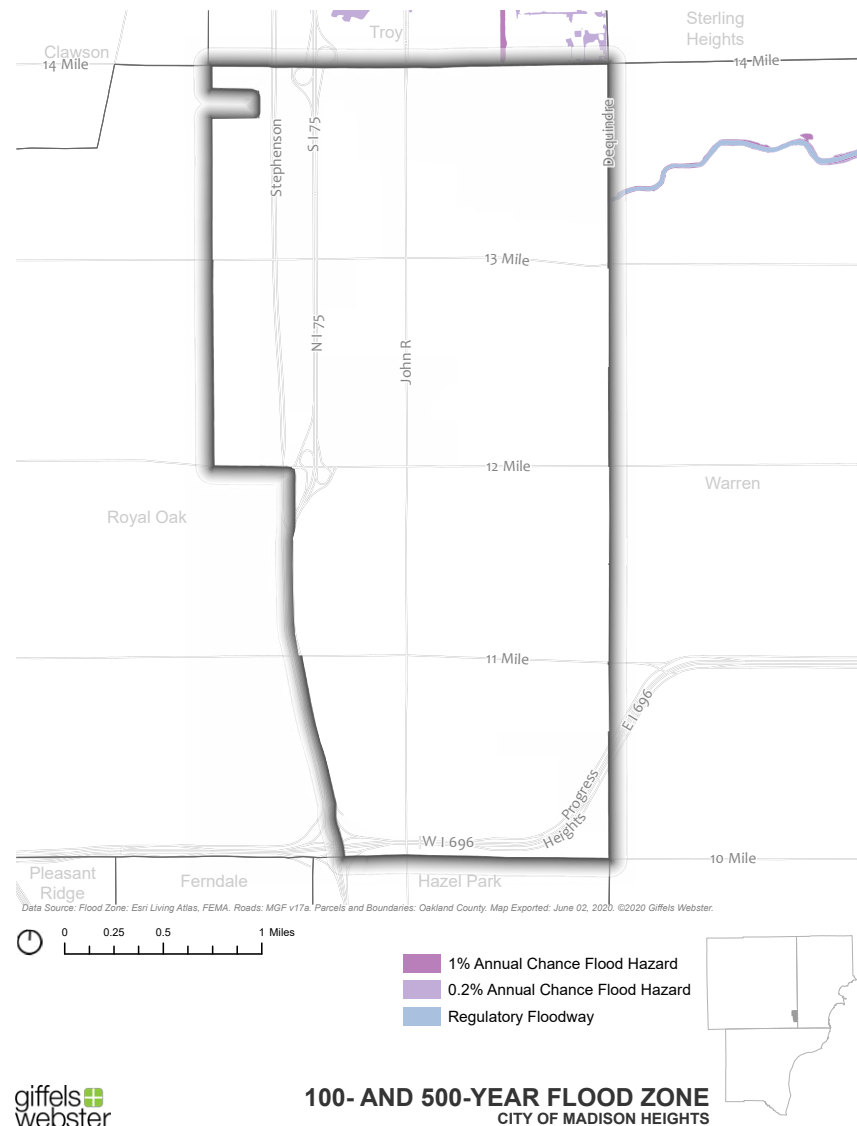 Sterling
Heights
Troy
Clawson
14 Mile
14 Mile
Stephenson
S I 75
Dequindre
13 Mile
N I 75
John R
12 Mile
Warren
Royal Oak
11 Mile
E I 696
Progress
Heights
W I 696
10 Mile
Pleasant
Ridge
Ferndale
Hazel Park
Data Source: Flood Zone: Esri Living Atlas, FEMA. Roads: MGF v17a. Parcels and Boundaries: Oakland County. Map Exported: June 02, 2020. ©2020 Giffels Webster.
0 0.25 0.5 1 Miles
1% Annual Chance Flood Hazard
0.2% Annual Chance Flood Hazard
Regulatory Floodway
giffels
webster
100- AND 500-YEAR FLOOD ZONE
CITY OF MADISON HEIGHTS